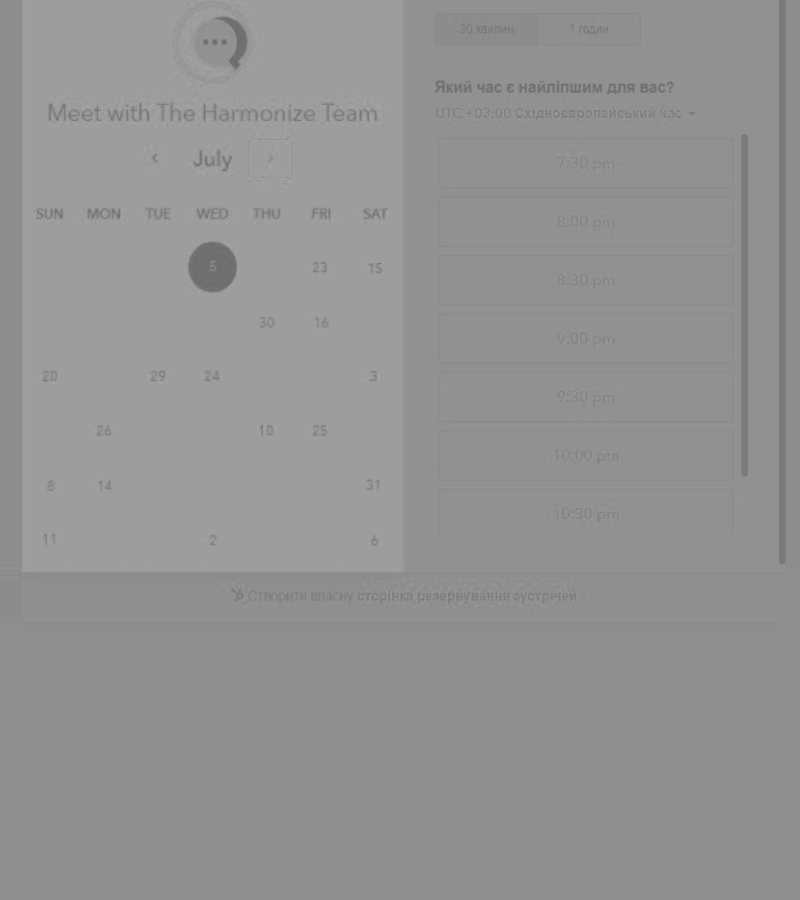 Meet with The Harmonize Team
July
SUN MON TUE WED THU FRI SAT
5 23 15
30 16
20 29 24 3
26 10 25
8 14 31
11 2 6
30 хвилин 1 годин
Який час є найліпшим для вас?
UTC +03:00 Східноєвропейський час
7:30 pm
8:00 pm
8:30 pm
9:00 pm
9:30 pm
10:00 pm
10:30 pm
Створити власну сторінка резервування зустрічей